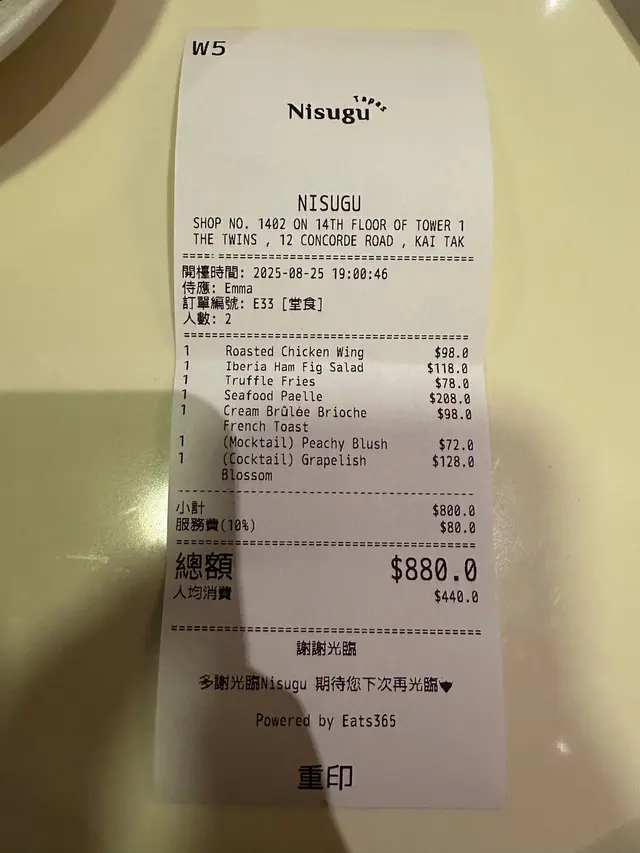 W5
Nisugu Tapas
NISUGU
SHOP NO. 1402 ON 14TH FLOOR OF TOWER 1
THE TWINS , 12 CONCORDE ROAD , KAI TAK
開檯時間: 2025-08-25 19:00:46
侍應: Emma
訂單編號: E33 [堂食]
人數: 2
1 Roasted Chicken Wing $98.0
1 Iberia Ham Fig Salad $118.0
1 Truffle Fries $78.0
1 Seafood Paelle $208.0
1 Cream Brûlée Brioche $98.0
French Toast
1 (Mocktail) Peachy Blush $72.0
1 (Cocktail) Grapelish $128.0
Blossom
小計 $800.0
服務費(10%) $80.0
總額 $880.0
人均消費 $440.0
謝謝光臨
多謝光臨Nisugu 期待您下次再光臨♥
Powered by Eats365
重印